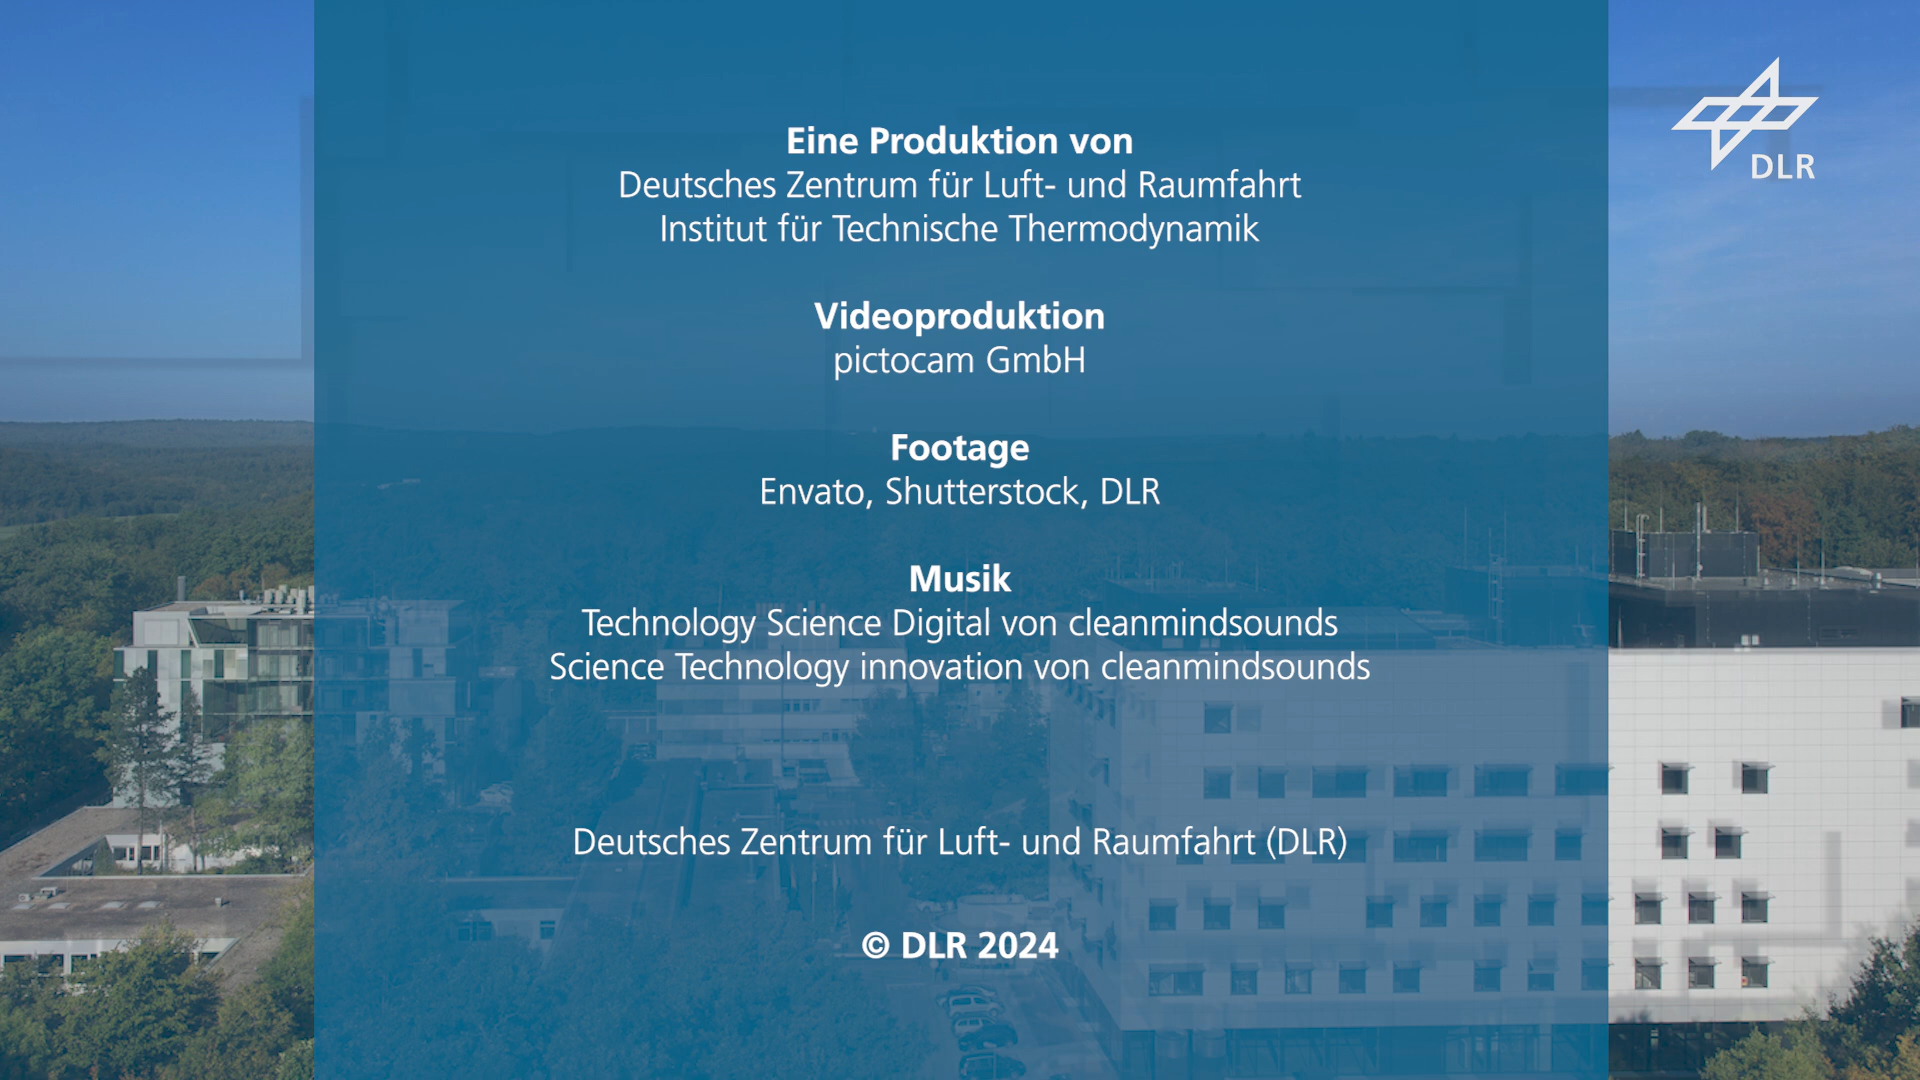 DLR
Eine Produktion von
Deutsches Zentrum für Luft- und Raumfahrt
Institut für Technische Thermodynamik
Videoproduktion
pictocam GmbH
Footage
Envato, Shutterstock, DLR
Musik
Technology Science Digital von cleanmindsounds
Science Technology innovation von cleanmindsounds
Deutsches Zentrum für Luft- und Raumfahrt (DLR)
© DLR 2024